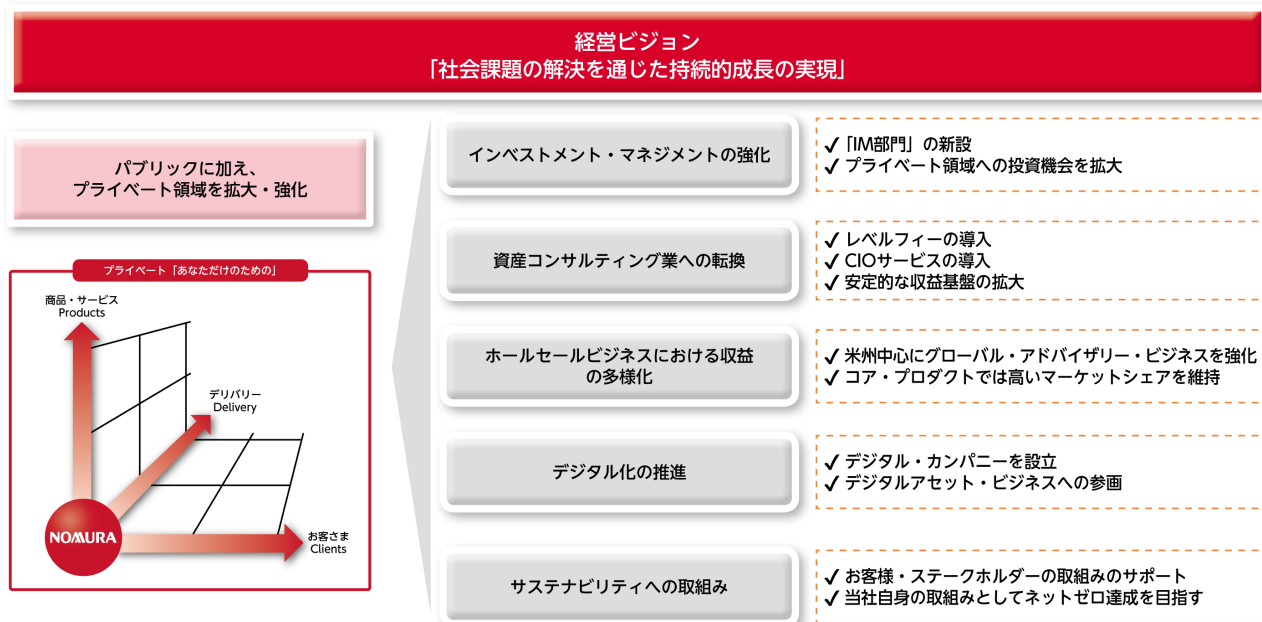 経営ビジョン
「社会課題の解決を通じた持続的成長の実現」
パブリックに加え、
プライベート領域を拡大・強化
プライベート「あなただけのための」
商品・サービス
Products
デリバリー
Delivery
NOMURA
お客さま
Clients
インベストメント・マネジメントの強化
✓「IM部門」の新設
✓ プライベート領域への投資機会を拡大
資産コンサルティング業への転換
✓ レベルフィーの導入
✓ CIOサービスの導入
✓ 安定的な収益基盤の拡大
ホールセールビジネスにおける収益
の多様化
✓ 米州中心にグローバル・アドバイザリー・ビジネスを強化
✓ コア・プロダクトでは高いマーケットシェアを維持
デジタル化の推進
✓ デジタル・カンパニーを設立
✓ デジタルアセット・ビジネスへの参画
サステナビリティへの取組み
✓ お客様・ステークホルダーの取組みのサポート
✓ 当社自身の取組みとしてネットゼロ達成を目指す